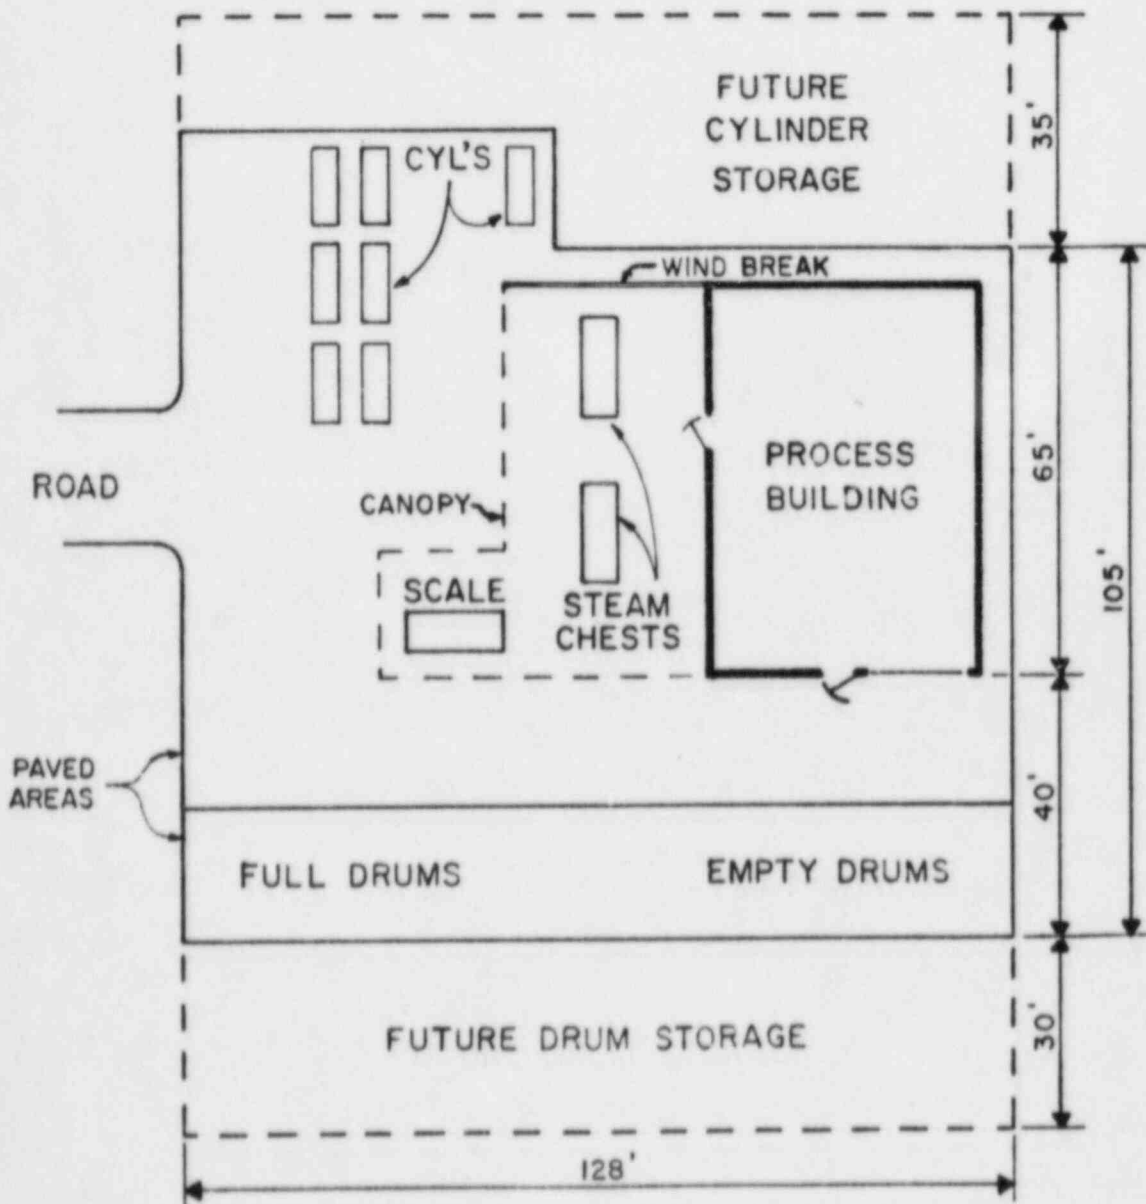 FUTURE
CYLINDER
STORAGE
35'
CYL'S
WIND BREAK
PROCESS
BUILDING
65'
ROAD
CANOPY
SCALE
STEAM
CHESTS
105'
PAVED
AREAS
40'
FULL DRUMS
EMPTY DRUMS
FUTURE DRUM STORAGE
30'
128'